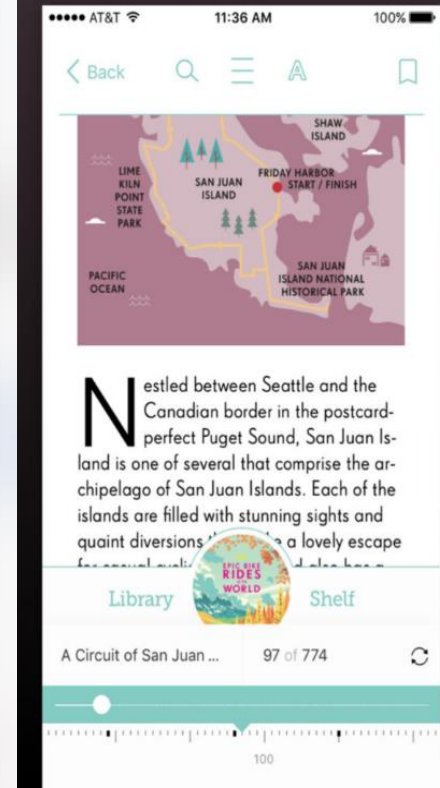 AT&T 11:36 AM 100%
Back A
SHAW
ISLAND
LIME
KILN
POINT
STATE
PARK
SAN JUAN
ISLAND
FRIDAY HARBOR
START / FINISH
PACIFIC
OCEAN
SAN JUAN
ISLAND NATIONAL
HISTORICAL PARK
Nestled between Seattle and the
Canadian border in the postcard-
perfect Puget Sound, San Juan Is-
land is one of several that comprise the ar-
chipelago of San Juan Islands. Each of the
islands are filled with stunning sights and
quaint diversions a lovely escape
EPIC BIKE
RIDES
of the
WORLD
Library Shelf
A Circuit of San Juan ... 97 of 774
100